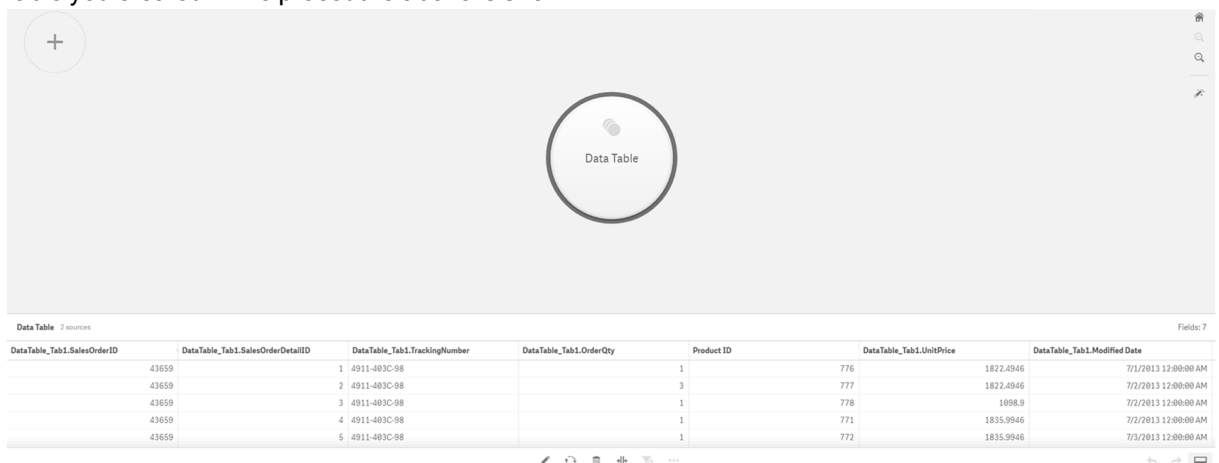 Data Table
Data Table 2 sources Fields: 7
DataTable_Tab1.SalesOrderID DataTable_Tab1.SalesOrderDetailID DataTable_Tab1.TrackingNumber DataTable_Tab1.OrderQty Product ID DataTable_Tab1.UnitPrice DataTable_Tab1.Modified Date
43659 1 4911-403C-98 1 776 1822.4946 7/1/2013 12:00:00 AM
43659 2 4911-403C-98 3 777 1822.4946 7/2/2013 12:00:00 AM
43659 3 4911-403C-98 1 778 1098.9 7/2/2013 12:00:00 AM
43659 4 4911-403C-98 1 771 1835.9946 7/2/2013 12:00:00 AM
43659 5 4911-403C-98 1 772 1835.9946 7/3/2013 12:00:00 AM